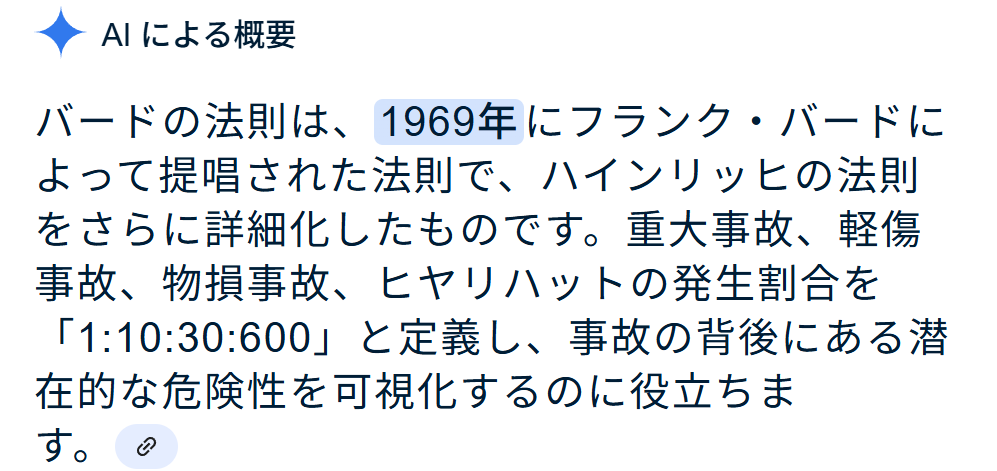 AI による概要
バードの法則は、1969年にフランク・バードに
よって提唱された法則で、ハインリッヒの法則
をさらに詳細化したものです。重大事故、軽傷
事故、物損事故、ヒヤリハットの発生割合を
「1:10:30:600」と定義し、事故の背後にある潜
在的な危険性を可視化するのに役立ちま
す。